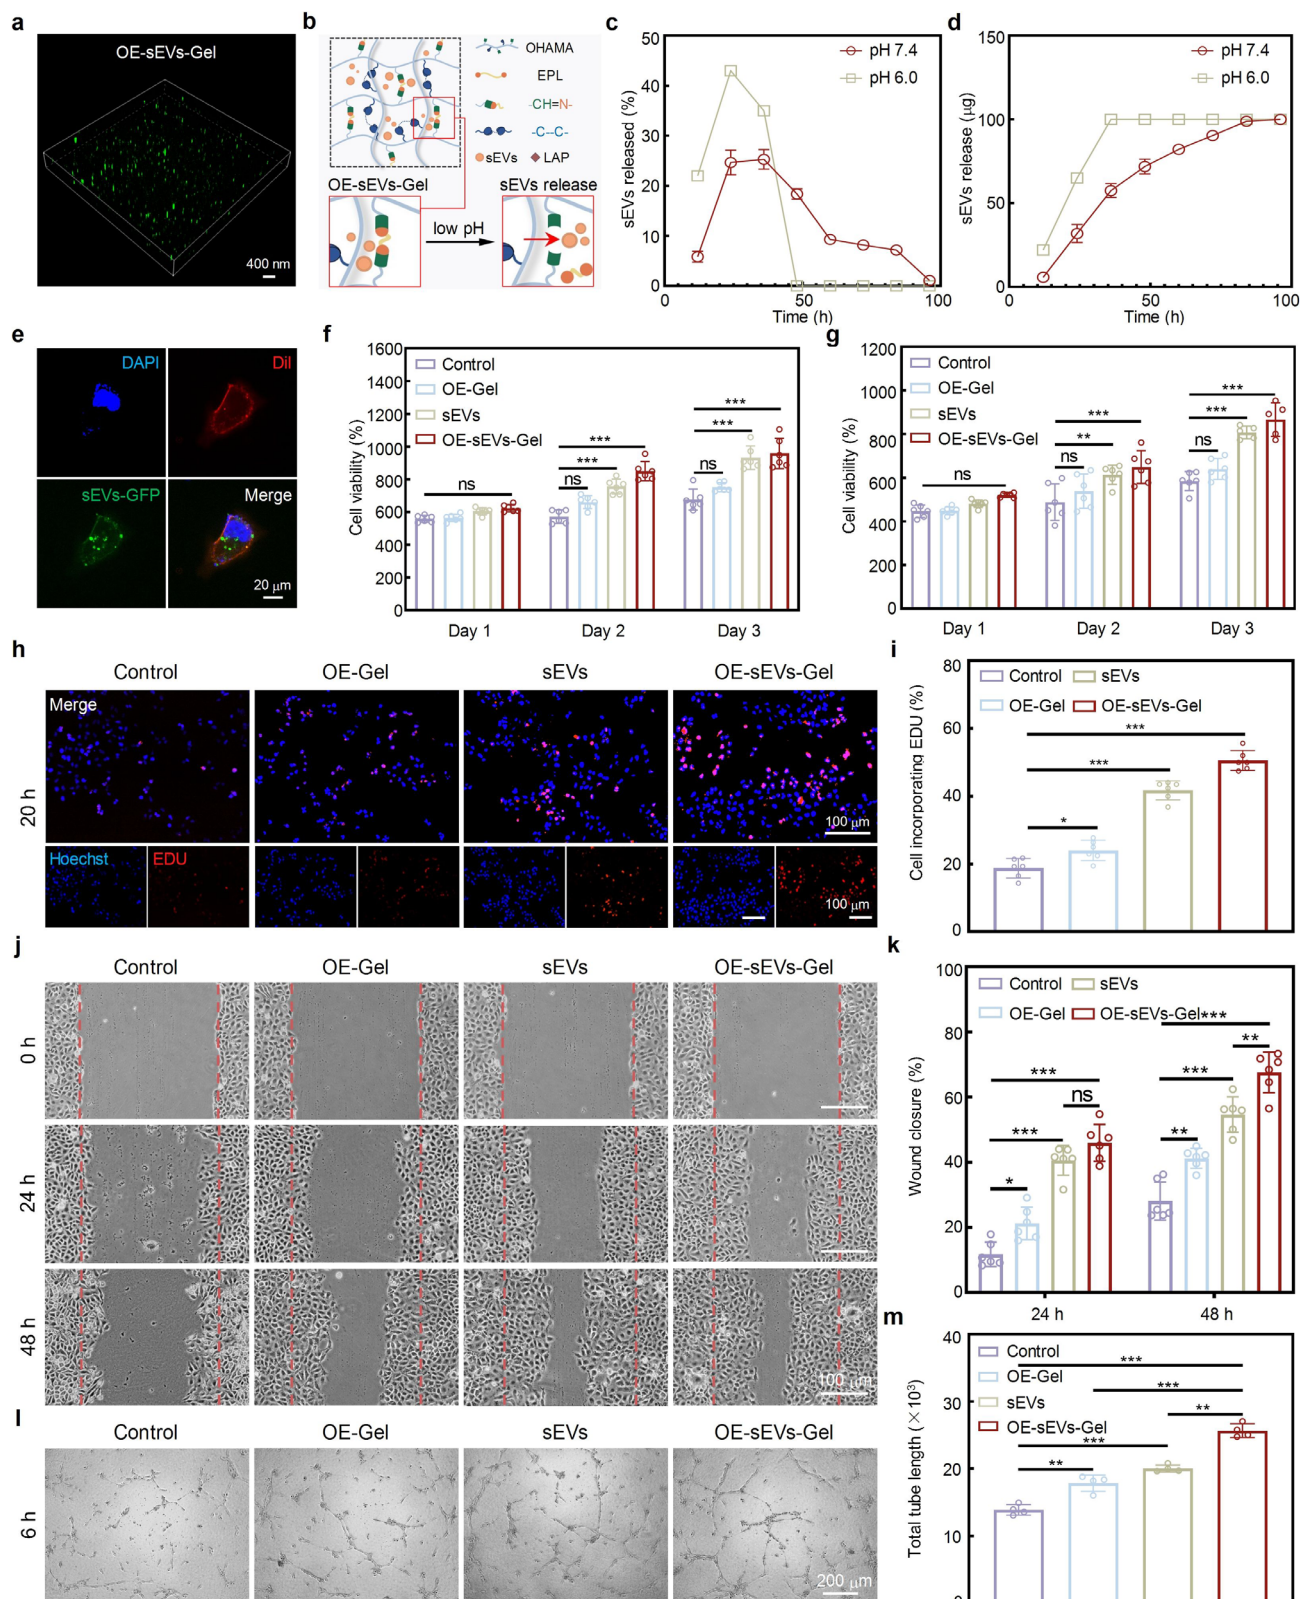 a
OE-sEVs-Gel
400 nm
b
OHAMA
EPL
-CH=N-
-C--C-
sEVs
LAP
OE-sEVs-Gel
sEVs release
low pH
c
sEVs released (%)
50
40
30
20
10
0
pH 7.4
pH 6.0
0
50
100
Time (h)
d
sEVs release (μg)
150
100
50
0
pH 7.4
pH 6.0
0
50
100
Time (h)
e
DAPI
Dil
sEVs-GFP
Merge
20 μm
f
Cell viability (%)
1600
1400
1200
1000
800
600
400
200
0
Control
OE-Gel
sEVs
OE-sEVs-Gel
ns
ns
***
***
ns
***
***
Day 1
Day 2
Day 3
g
Cell viability (%)
1200
1000
800
600
400
200
0
Control
OE-Gel
sEVs
OE-sEVs-Gel
ns
ns
**
***
ns
***
***
Day 1
Day 2
Day 3
h
Control
OE-Gel
sEVs
OE-sEVs-Gel
20 h
Merge
100 μm
Hoechst
EDU
100 μm
i
Cell incorporating EDU (%)
80
60
40
20
0
Control
sEVs
OE-Gel
OE-sEVs-Gel
***
***
*
j
Control
OE-Gel
sEVs
OE-sEVs-Gel
0 h
24 h
48 h
100 μm
k
Wound closure (%)
100
80
60
40
20
0
Control
sEVs
OE-Gel
OE-sEVs-Gel
***
ns
***
*
***
**
***
**
24 h
48 h
l
Control
OE-Gel
sEVs
OE-sEVs-Gel
6 h
200 μm
m
Total tube length (×10³)
40
30
20
10
0
Control
OE-Gel
sEVs
OE-sEVs-Gel
***
***
**
***
**